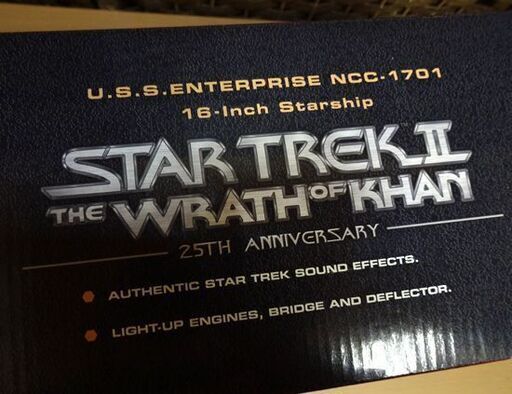 U.S.S.ENTERPRISE NCC-1701
16-Inch Starship
STAR TREK II
THE WRATH OF KHAN
25TH ANNIVERSARY
AUTHENTIC STAR TREK SOUND EFFECTS.
LIGHT-UP ENGINES, BRIDGE AND DEFLECTOR.